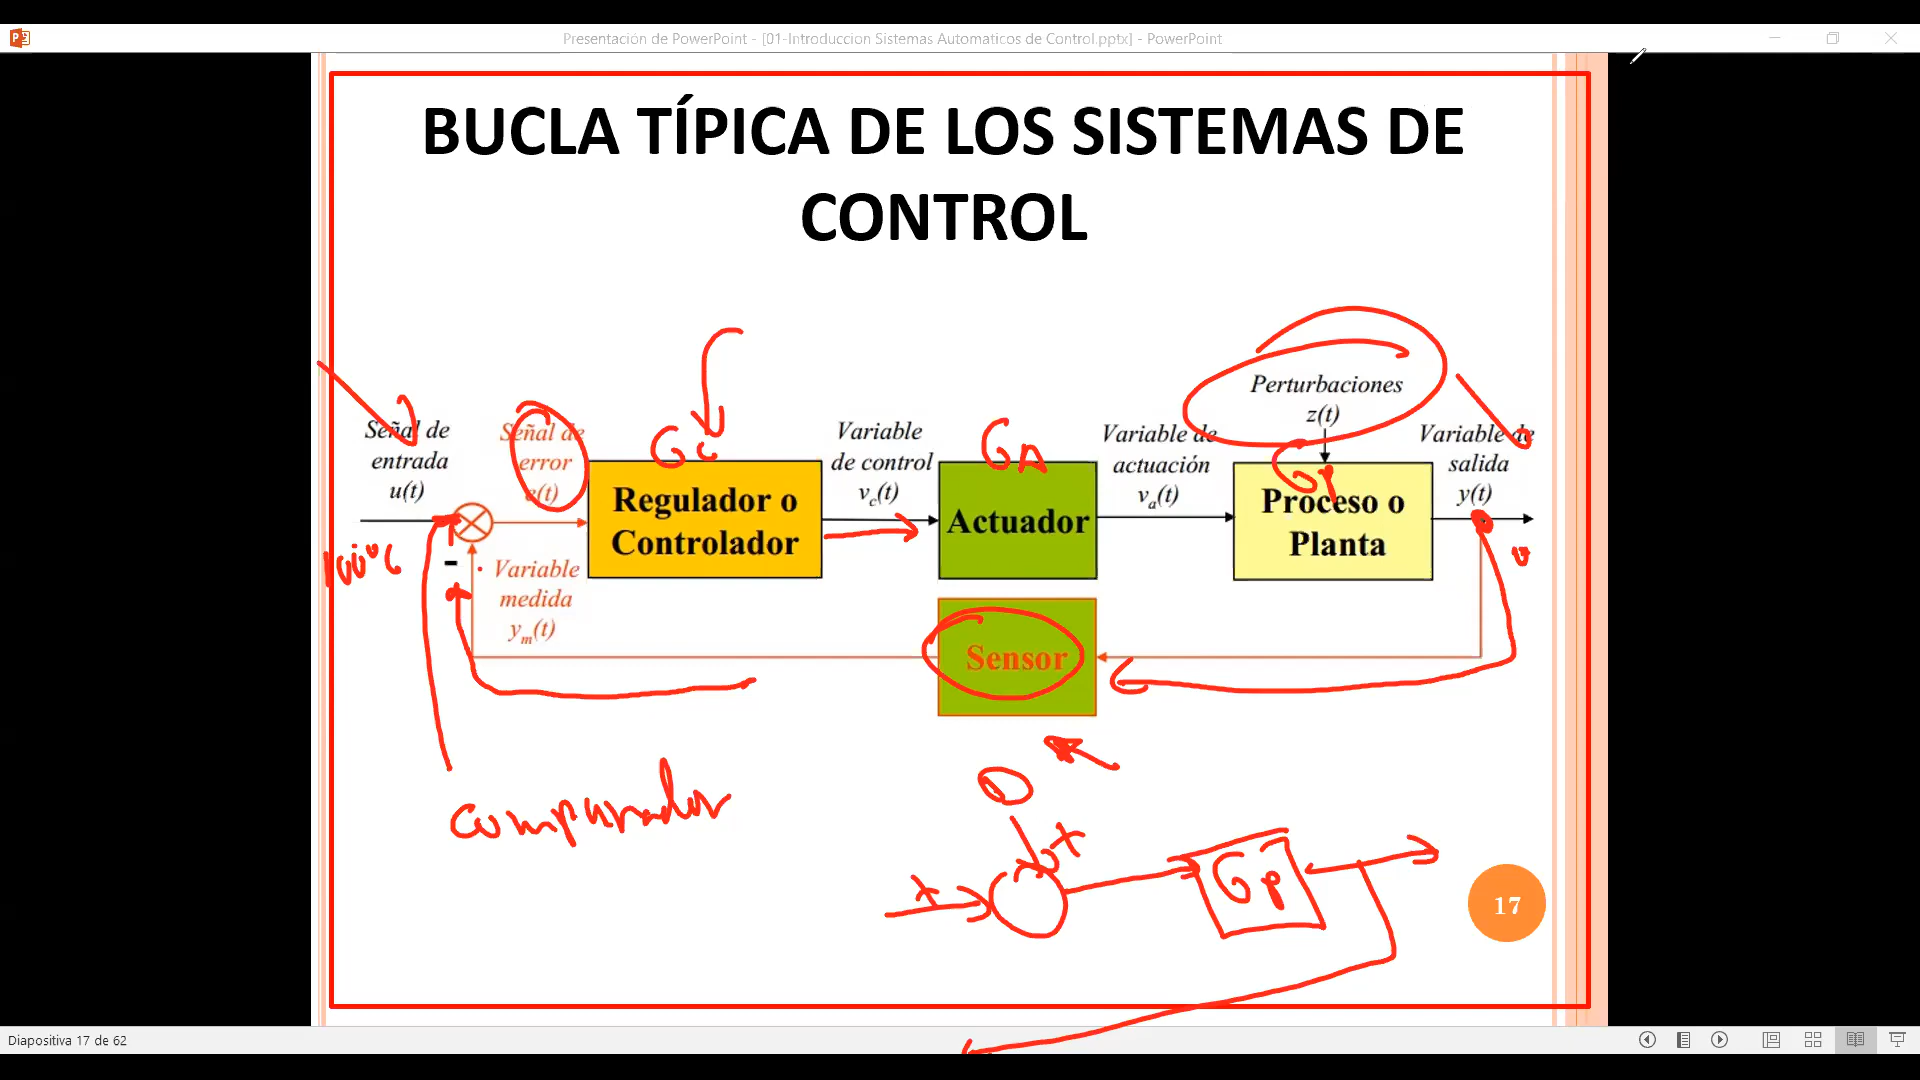 Presentación de PowerPoint - [01-Introduccion Sistemas Automaticos de Control.pptx] - PowerPoint
BUCLA TÍPICA DE LOS SISTEMAS DE
CONTROL
Señal de
entrada
u(t)
Señal de
error
e(t)
Gc
Regulador o
Controlador
Variable
de control
vc(t)
GA
Actuador
Variable de
actuación
va(t)
Perturbaciones
z(t)
Gp
Proceso o
Planta
Variable de
salida
y(t)
100°C
-
Variable
medida
ym(t)
Sensor
comparador
D
+
+
Gp
17
Diapositiva 17 de 62